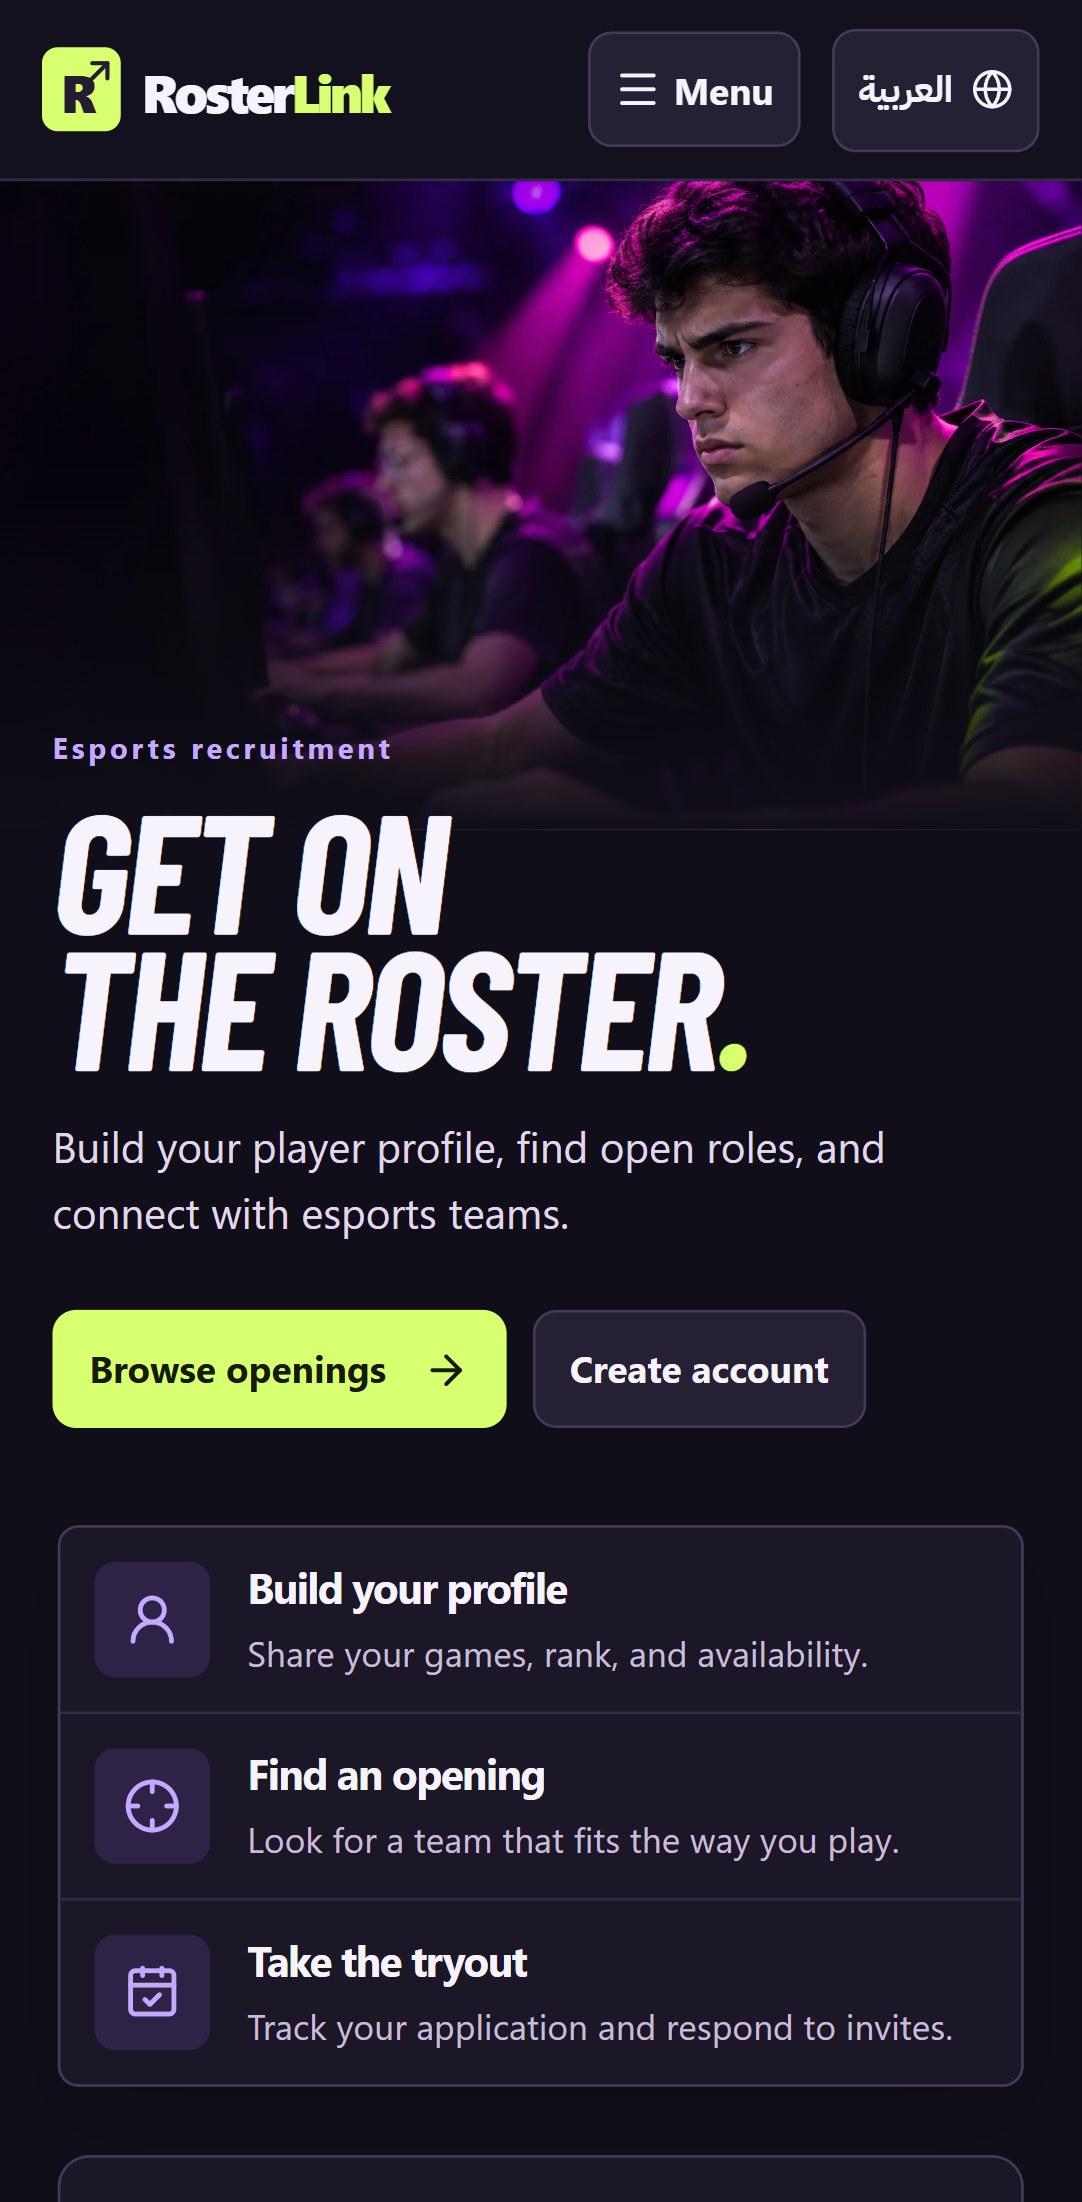 RosterLink
Menu
العربية
Esports recruitment
GET ON
THE ROSTER.
Build your player profile, find open roles, and
connect with esports teams.
Browse openings
Create account
Build your profile
Share your games, rank, and availability.
Find an opening
Look for a team that fits the way you play.
Take the tryout
Track your application and respond to invites.